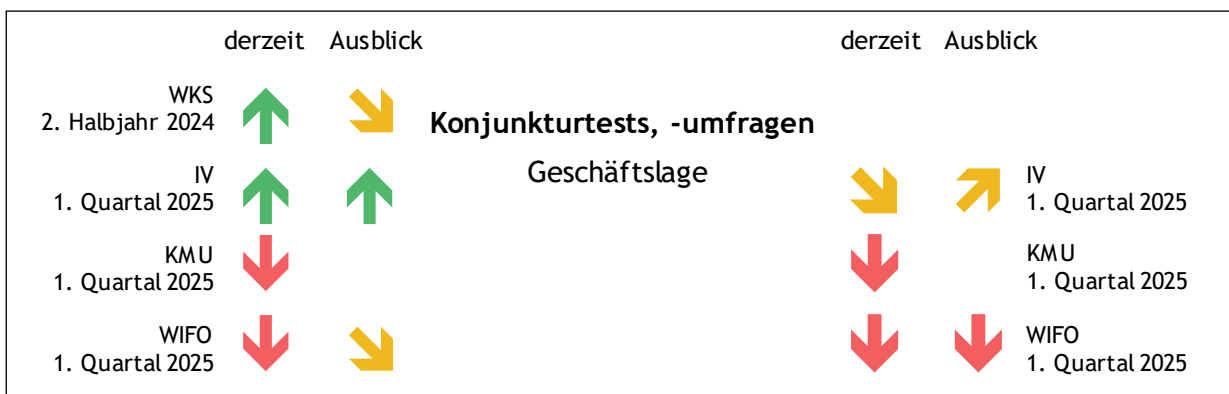 derzeit Ausblick
derzeit Ausblick
WKS
2. Halbjahr 2024
Konjunkturtests, -umfragen
Geschäftslage
IV
1. Quartal 2025
IV
1. Quartal 2025
KMU
1. Quartal 2025
KMU
1. Quartal 2025
WIFO
1. Quartal 2025
WIFO
1. Quartal 2025